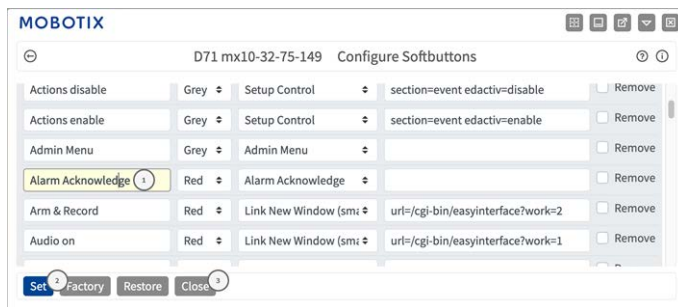 MOBOTIX
D71 mx10-32-75-149 Configure Softbuttons
Actions disable Grey Setup Control section=event edactiv=disable Remove
Actions enable Grey Setup Control section=event edactiv=enable Remove
Admin Menu Grey Admin Menu Remove
Alarm Acknowledge 1 Red Alarm Acknowledge Remove
Arm & Record Red Link New Window (sma url=/cgi-bin/easyinterface?work=2 Remove
Audio on Red Link New Window (sma url=/cgi-bin/easyinterface?work=1 Remove
Set 2 Factory Restore Close 3